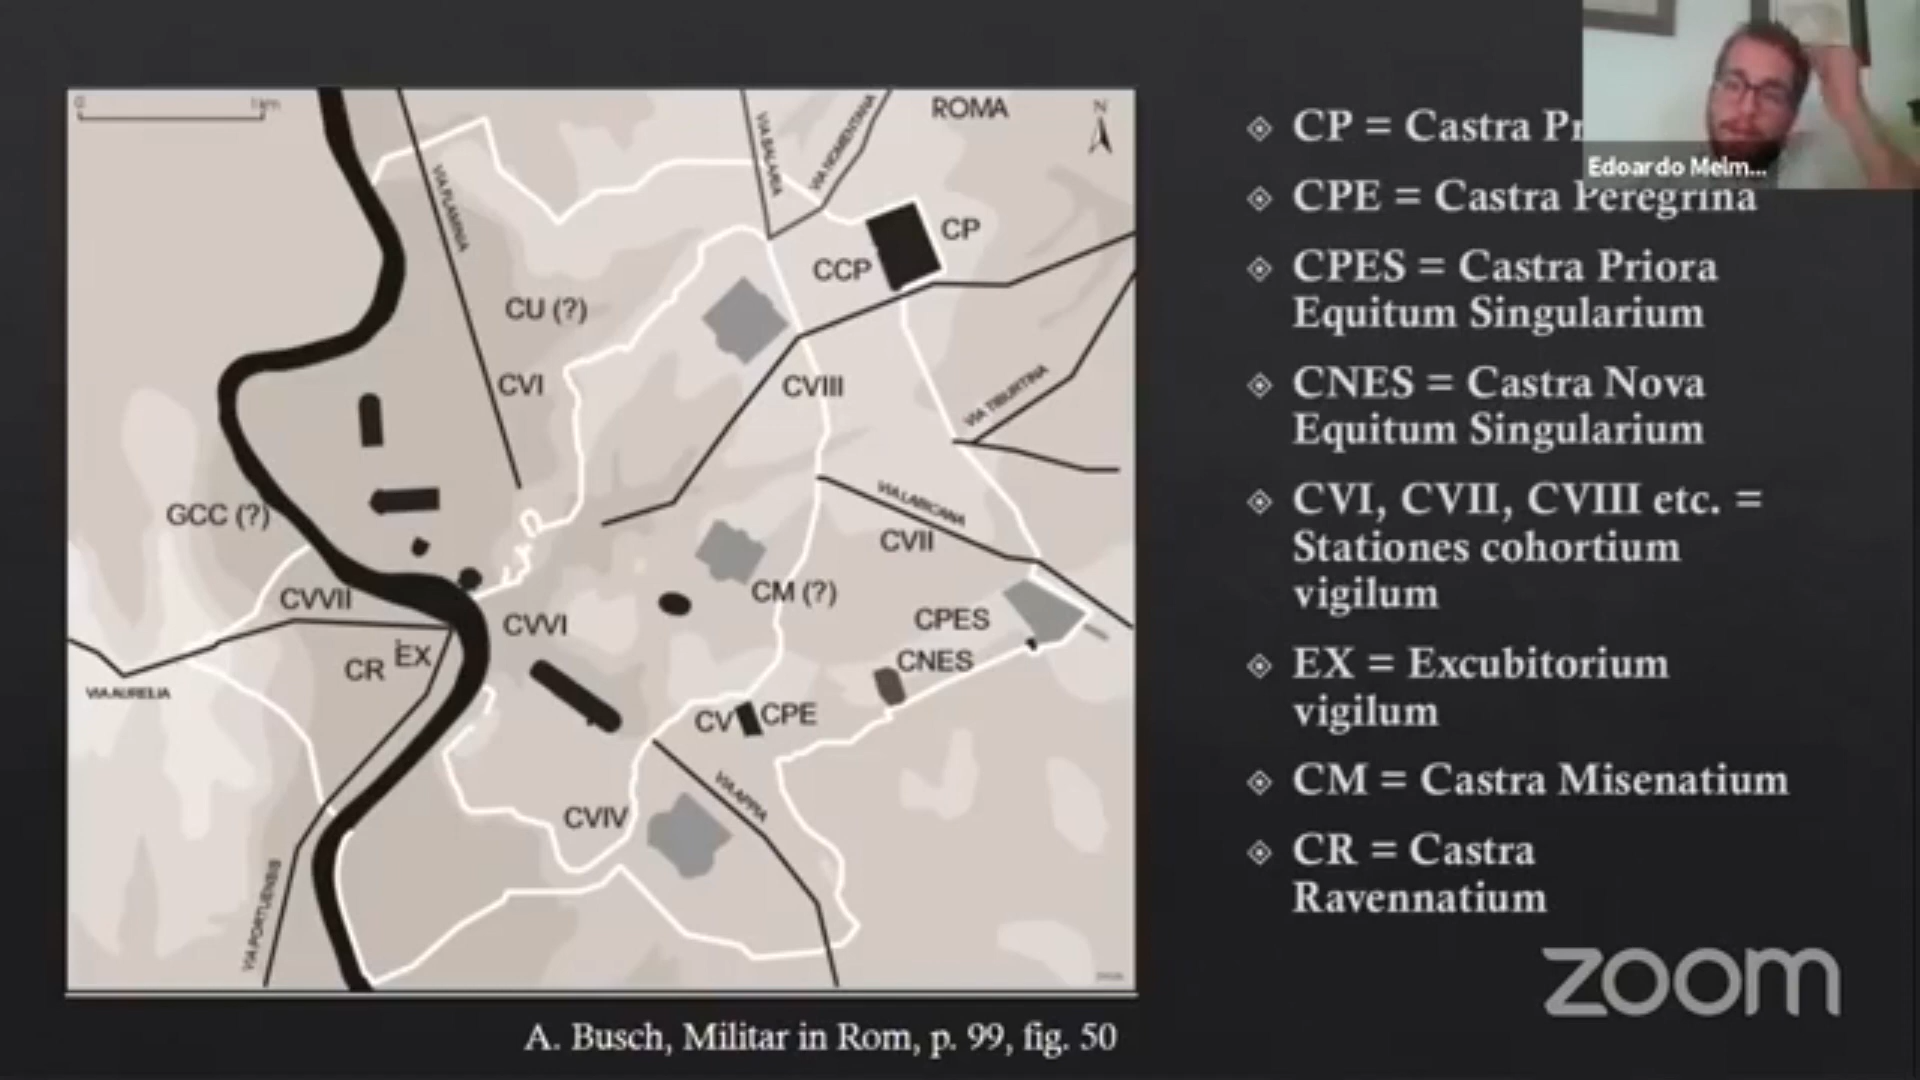 0 1km
ROMA
N
VIA BALARIA
VIA NOMENTANA
VIA FLAMINIA
CP
CCP
CU (?)
CVI
CVIII
VIA TIBURTINA
VIA LABICANA
CVII
GCC (?)
CM (?)
CVVII
CVVI
CPES
CR EX
CNES
VIA AURELIA
CV CPE
VIA APPIA
CVIV
VIA PORTUENSIS
A. Busch, Militar in Rom, p. 99, fig. 50
CP = Castra Pr
Edoardo Melm...
CPE = Castra Peregrina
CPES = Castra Priora
Equitum Singularium
CNES = Castra Nova
Equitum Singularium
CVI, CVII, CVIII etc. =
Stationes cohortium
vigilum
EX = Excubitorium
vigilum
CM = Castra Misenatium
CR = Castra
Ravennatium
zoom